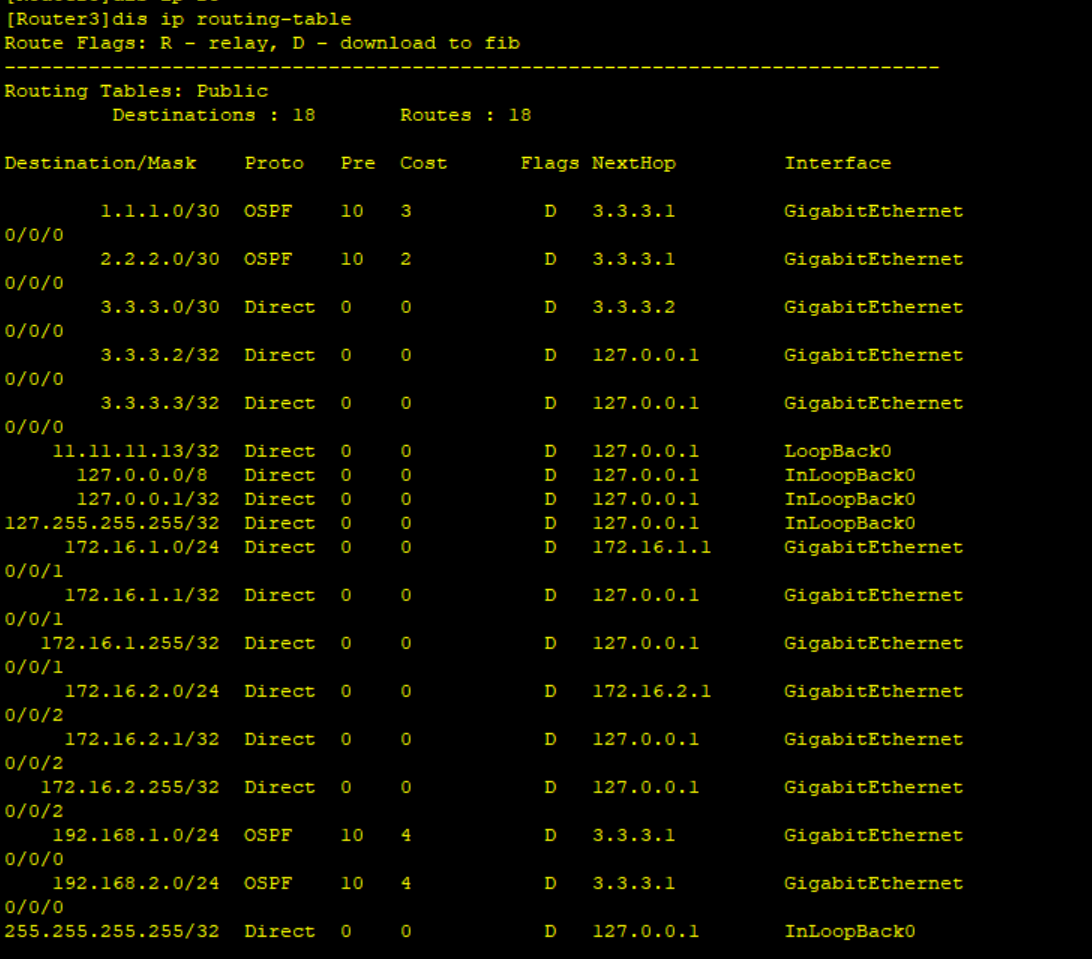 [Router3]dis ip routing-table
Route Flags: R - relay, D - download to fib
------------------------------------------------------------------------------
Routing Tables: Public
         Destinations : 18       Routes : 18

Destination/Mask    Proto   Pre  Cost      Flags NextHop         Interface

        1.1.1.0/30  OSPF    10   3           D   3.3.3.1         GigabitEthernet
0/0/0
        2.2.2.0/30  OSPF    10   2           D   3.3.3.1         GigabitEthernet
0/0/0
        3.3.3.0/30  Direct  0    0           D   3.3.3.2         GigabitEthernet
0/0/0
        3.3.3.2/32  Direct  0    0           D   127.0.0.1       GigabitEthernet
0/0/0
        3.3.3.3/32  Direct  0    0           D   127.0.0.1       GigabitEthernet
0/0/0
    11.11.11.13/32  Direct  0    0           D   127.0.0.1       LoopBack0
      127.0.0.0/8   Direct  0    0           D   127.0.0.1       InLoopBack0
      127.0.0.1/32  Direct  0    0           D   127.0.0.1       InLoopBack0
127.255.255.255/32  Direct  0    0           D   127.0.0.1       InLoopBack0
     172.16.1.0/24  Direct  0    0           D   172.16.1.1      GigabitEthernet
0/0/1
     172.16.1.1/32  Direct  0    0           D   127.0.0.1       GigabitEthernet
0/0/1
   172.16.1.255/32  Direct  0    0           D   127.0.0.1       GigabitEthernet
0/0/1
     172.16.2.0/24  Direct  0    0           D   172.16.2.1      GigabitEthernet
0/0/2
     172.16.2.1/32  Direct  0    0           D   127.0.0.1       GigabitEthernet
0/0/2
   172.16.2.255/32  Direct  0    0           D   127.0.0.1       GigabitEthernet
0/0/2
    192.168.1.0/24  OSPF    10   4           D   3.3.3.1         GigabitEthernet
0/0/0
    192.168.2.0/24  OSPF    10   4           D   3.3.3.1         GigabitEthernet
0/0/0
255.255.255.255/32  Direct  0    0           D   127.0.0.1       InLoopBack0